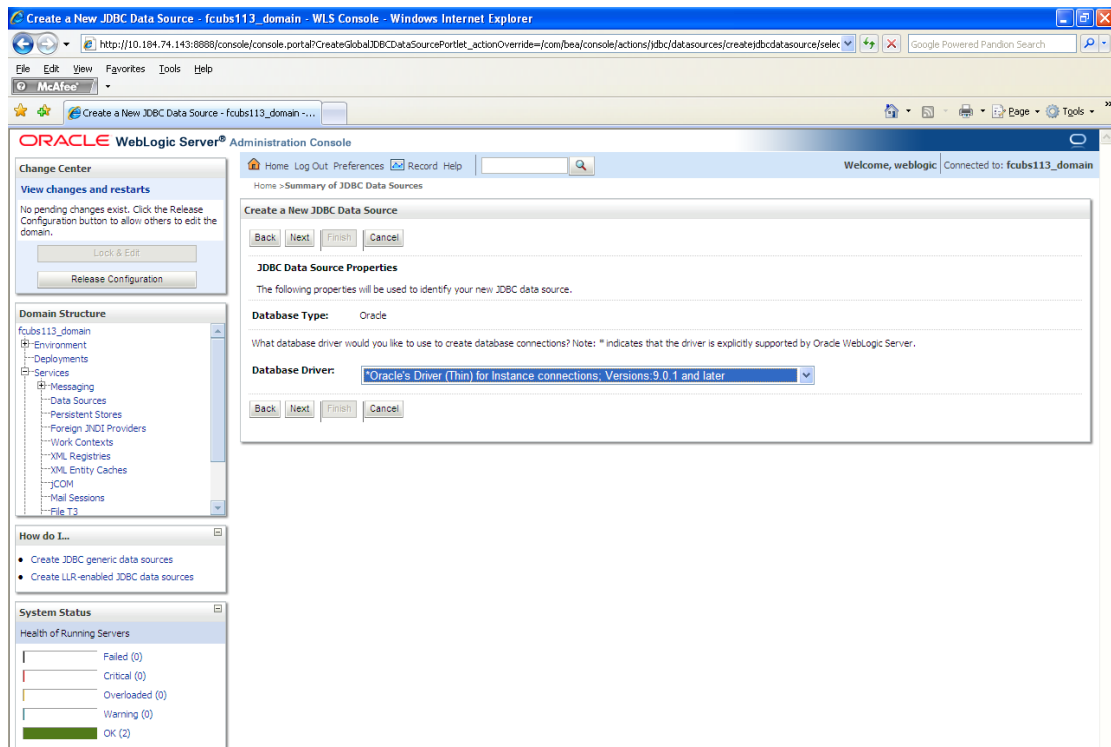 Create a New JDBC Data Source - fcubs113_domain - WLS Console - Windows Internet Explorer
http://10.184.74.143:8888/console/console.portal?CreateGlobalJDBCDataSourcePortlet_actionOverride=/com/bea/console/actions/jdbc/datasources/createjdbcdatasource/selec
Google Powered Pandion Search
File Edit View Favorites Tools Help
McAfee
Create a New JDBC Data Source - fcubs113_domain -...
Page Tools
ORACLE WebLogic Server® Administration Console
Change Center
View changes and restarts
No pending changes exist. Click the Release
Configuration button to allow others to edit the
domain.
Lock & Edit
Release Configuration
Domain Structure
fcubs113_domain
Environment
Deployments
Services
Messaging
Data Sources
Persistent Stores
Foreign JNDI Providers
Work Contexts
XML Registries
XML Entity Caches
jCOM
Mail Sessions
File T3
How do I...
Create JDBC generic data sources
Create LLR-enabled JDBC data sources
System Status
Health of Running Servers
Failed (0)
Critical (0)
Overloaded (0)
Warning (0)
OK (2)
Home Log Out Preferences Record Help
Welcome, weblogic Connected to: fcubs113_domain
Home >Summary of JDBC Data Sources
Create a New JDBC Data Source
Back Next Finish Cancel
JDBC Data Source Properties
The following properties will be used to identify your new JDBC data source.
Database Type: Oracle
What database driver would you like to use to create database connections? Note: * indicates that the driver is explicitly supported by Oracle WebLogic Server.
Database Driver: *Oracle's Driver (Thin) for Instance connections; Versions:9.0.1 and later
Back Next Finish Cancel